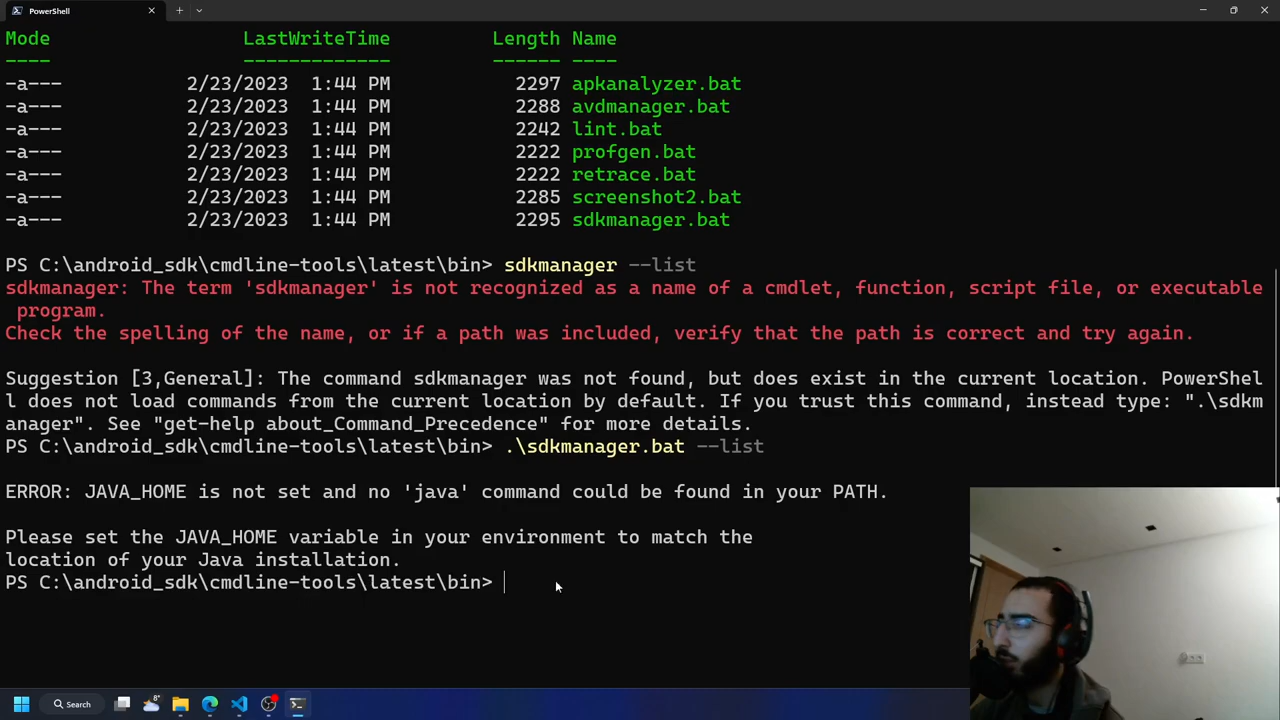 PowerShell
Mode LastWriteTime Length Name
---- ------------- ------ ----
-a--- 2/23/2023 1:44 PM 2297 apkanalyzer.bat
-a--- 2/23/2023 1:44 PM 2288 avdmanager.bat
-a--- 2/23/2023 1:44 PM 2242 lint.bat
-a--- 2/23/2023 1:44 PM 2222 profgen.bat
-a--- 2/23/2023 1:44 PM 2222 retrace.bat
-a--- 2/23/2023 1:44 PM 2285 screenshot2.bat
-a--- 2/23/2023 1:44 PM 2295 sdkmanager.bat
PS C:\android_sdk\cmdline-tools\latest\bin> sdkmanager --list
sdkmanager: The term 'sdkmanager' is not recognized as a name of a cmdlet, function, script file, or executable
program.
Check the spelling of the name, or if a path was included, verify that the path is correct and try again.
Suggestion [3,General]: The command sdkmanager was not found, but does exist in the current location. PowerShel
l does not load commands from the current location by default. If you trust this command, instead type: ".\sdkm
anager". See "get-help about_Command_Precedence" for more details.
PS C:\android_sdk\cmdline-tools\latest\bin> .\sdkmanager.bat --list
ERROR: JAVA_HOME is not set and no 'java' command could be found in your PATH.
Please set the JAVA_HOME variable in your environment to match the
location of your Java installation.
PS C:\android_sdk\cmdline-tools\latest\bin>
8°
Search